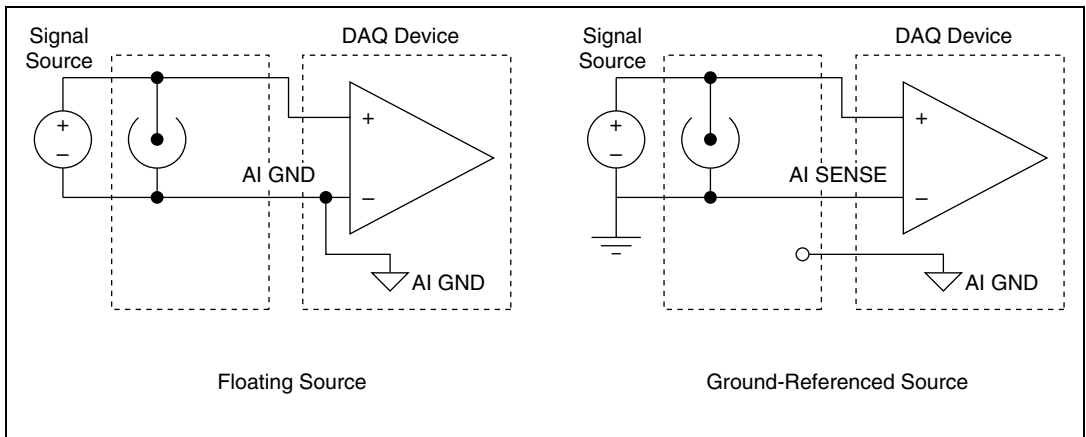 Signal
Source
DAQ Device
+
–
+
AI GND
–
AI GND
Floating Source
Signal
Source
DAQ Device
+
–
+
AI SENSE
–
AI GND
Ground-Referenced Source